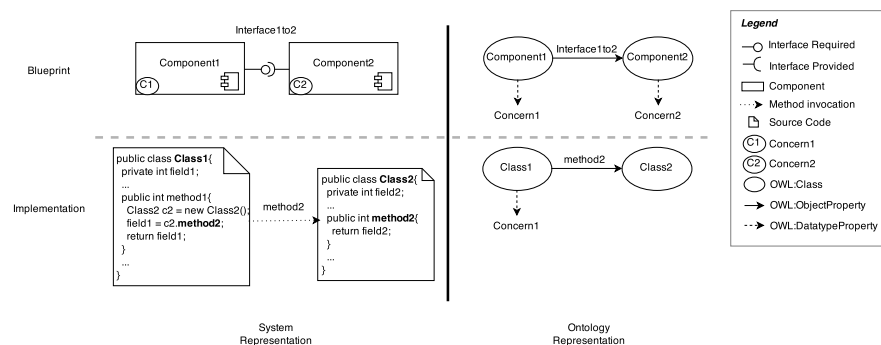 Interface1to2
Blueprint
Component1
C1
Component2
C2
Component1
Interface1to2
Component2
Concern1
Concern2
Implementation
public class Class1{
private int field1;
...
public int method1{
Class2 c2 = new Class2();
field1 = c2.method2;
return field1;
}
...
}
method2
public class Class2{
private int field2;
...
public int method2{
return field2;
}
...
}
Class1
method2
Class2
Concern1
System
Representation
Ontology
Representation
Legend
Interface Required
Interface Provided
Component
Method invocation
Source Code
C1 Concern1
C2 Concern2
OWL:Class
OWL:ObjectProperty
OWL:DatatypeProperty